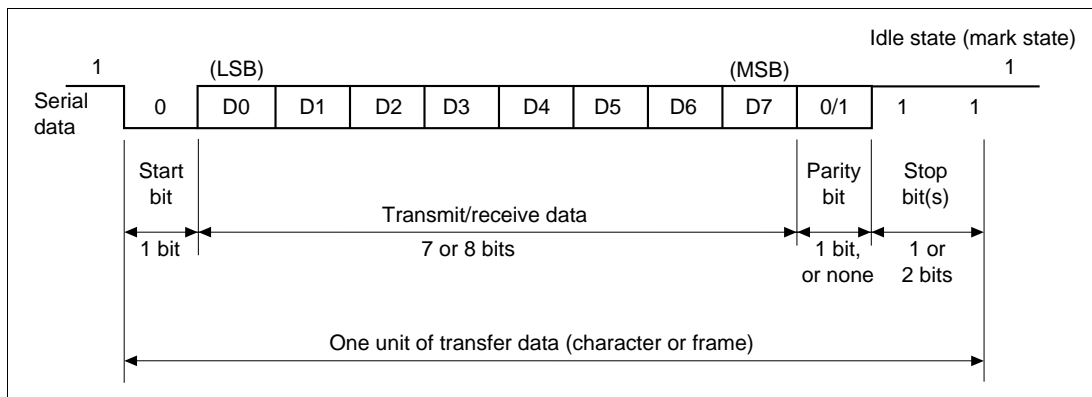 Idle state (mark state)
1 (LSB) (MSB) 1
Serial
data
0 D0 D1 D2 D3 D4 D5 D6 D7 0/1 1 1
Start
bit
Parity
bit
Stop
bit(s)
Transmit/receive data
1 bit
7 or 8 bits
1 bit,
or none
1 or
2 bits
One unit of transfer data (character or frame)